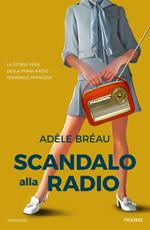 LA STORIA VERA
DELLA PRIMA RADIO
FEMMINILE FRANCESE
ADÈLE BRÉAU
SCANDALO
alla RADIO
ROMANZO
PIEMME